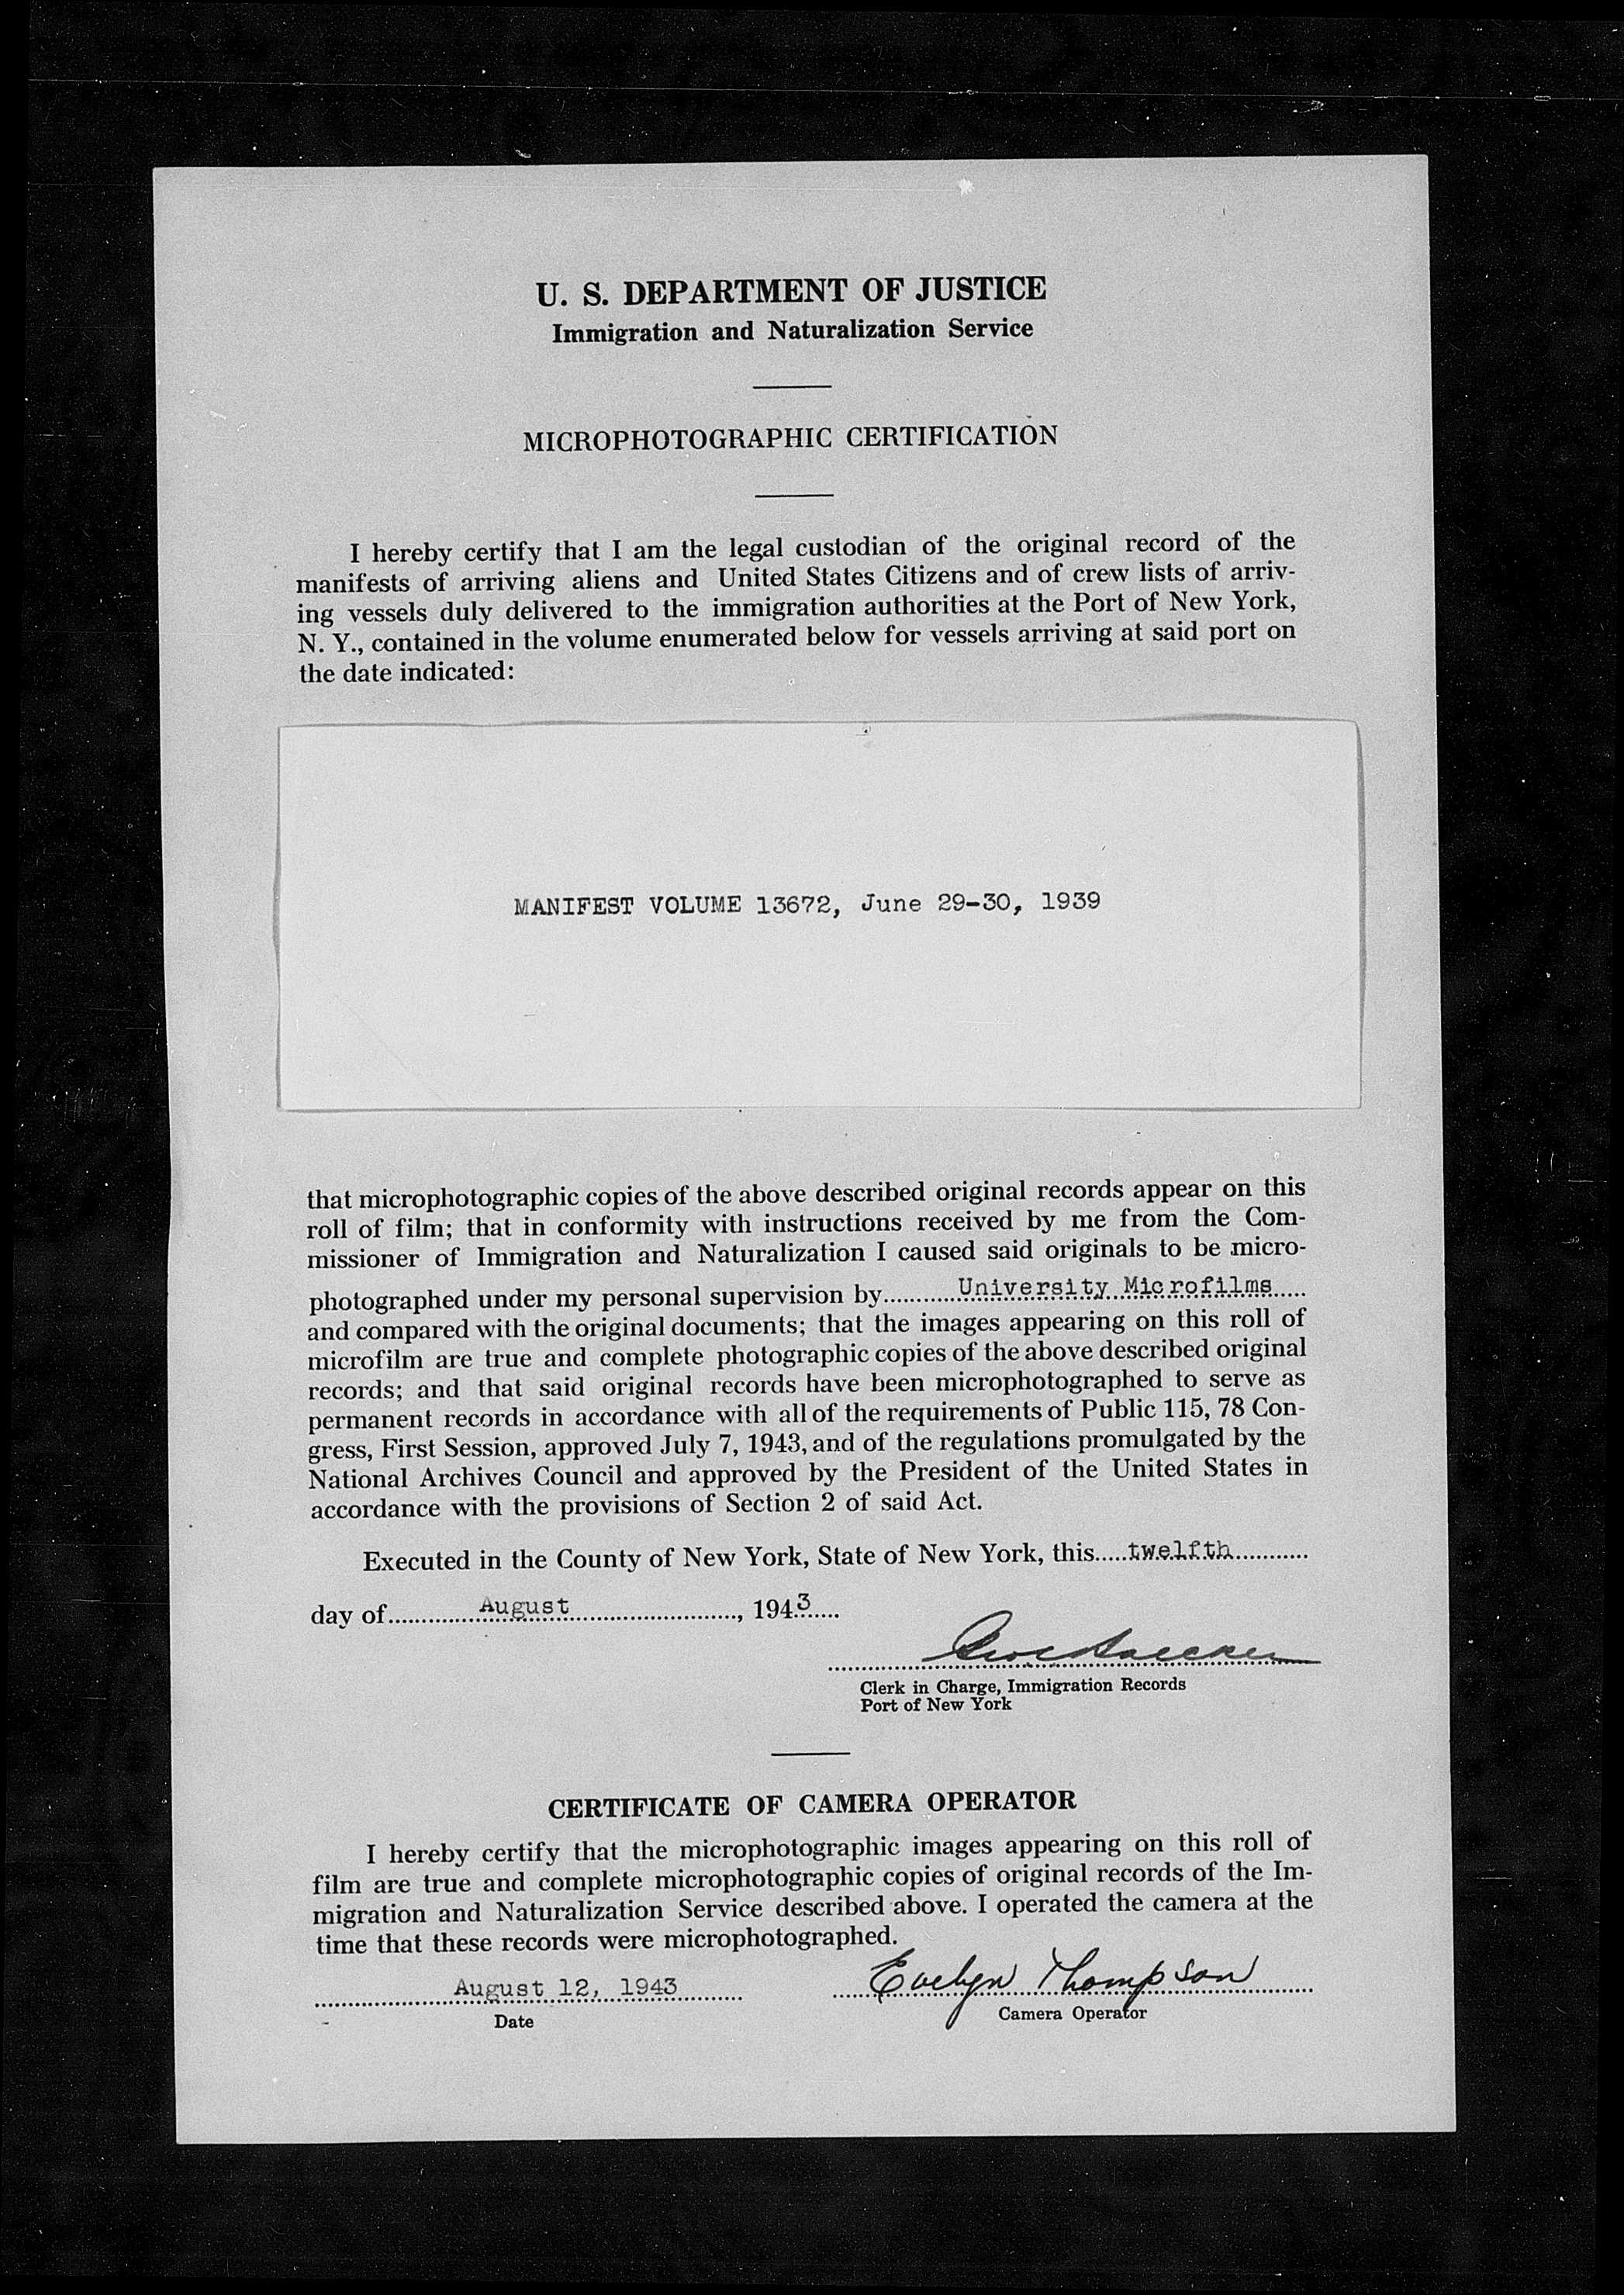 U. S. DEPARTMENT OF JUSTICE
Immigration and Naturalization Service
MICROPHOTOGRAPHIC CERTIFICATION
I hereby certify that I am the legal custodian of the original record of the
manifests of arriving aliens and United States Citizens and of crew lists of arriv-
ing vessels duly delivered to the immigration authorities at the Port of New York,
N. Y., contained in the volume enumerated below for vessels arriving at said port on
the date indicated:
MANIFEST VOLUME 13672, June 29-30, 1939
that microphotographic copies of the above described original records appear on this
roll of film; that in conformity with instructions received by me from the Com-
missioner of Immigration and Naturalization I caused said originals to be micro-
photographed under my personal supervision by University Microfilms
and compared with the original documents; that the images appearing on this roll of
microfilm are true and complete photographic copies of the above described original
records; and that said original records have been microphotographed to serve as
permanent records in accordance with all of the requirements of Public 115, 78 Con-
gress, First Session, approved July 7, 1943, and of the regulations promulgated by the
National Archives Council and approved by the President of the United States in
accordance with the provisions of Section 2 of said Act.
Executed in the County of New York, State of New York, this twelfth
day of August, 1943
Clerk in Charge, Immigration Records
Port of New York
CERTIFICATE OF CAMERA OPERATOR
I hereby certify that the microphotographic images appearing on this roll of
film are true and complete microphotographic copies of original records of the Im-
migration and Naturalization Service described above. I operated the camera at the
time that these records were microphotographed.
August 12, 1943 Evelyn Thompson
Date Camera Operator